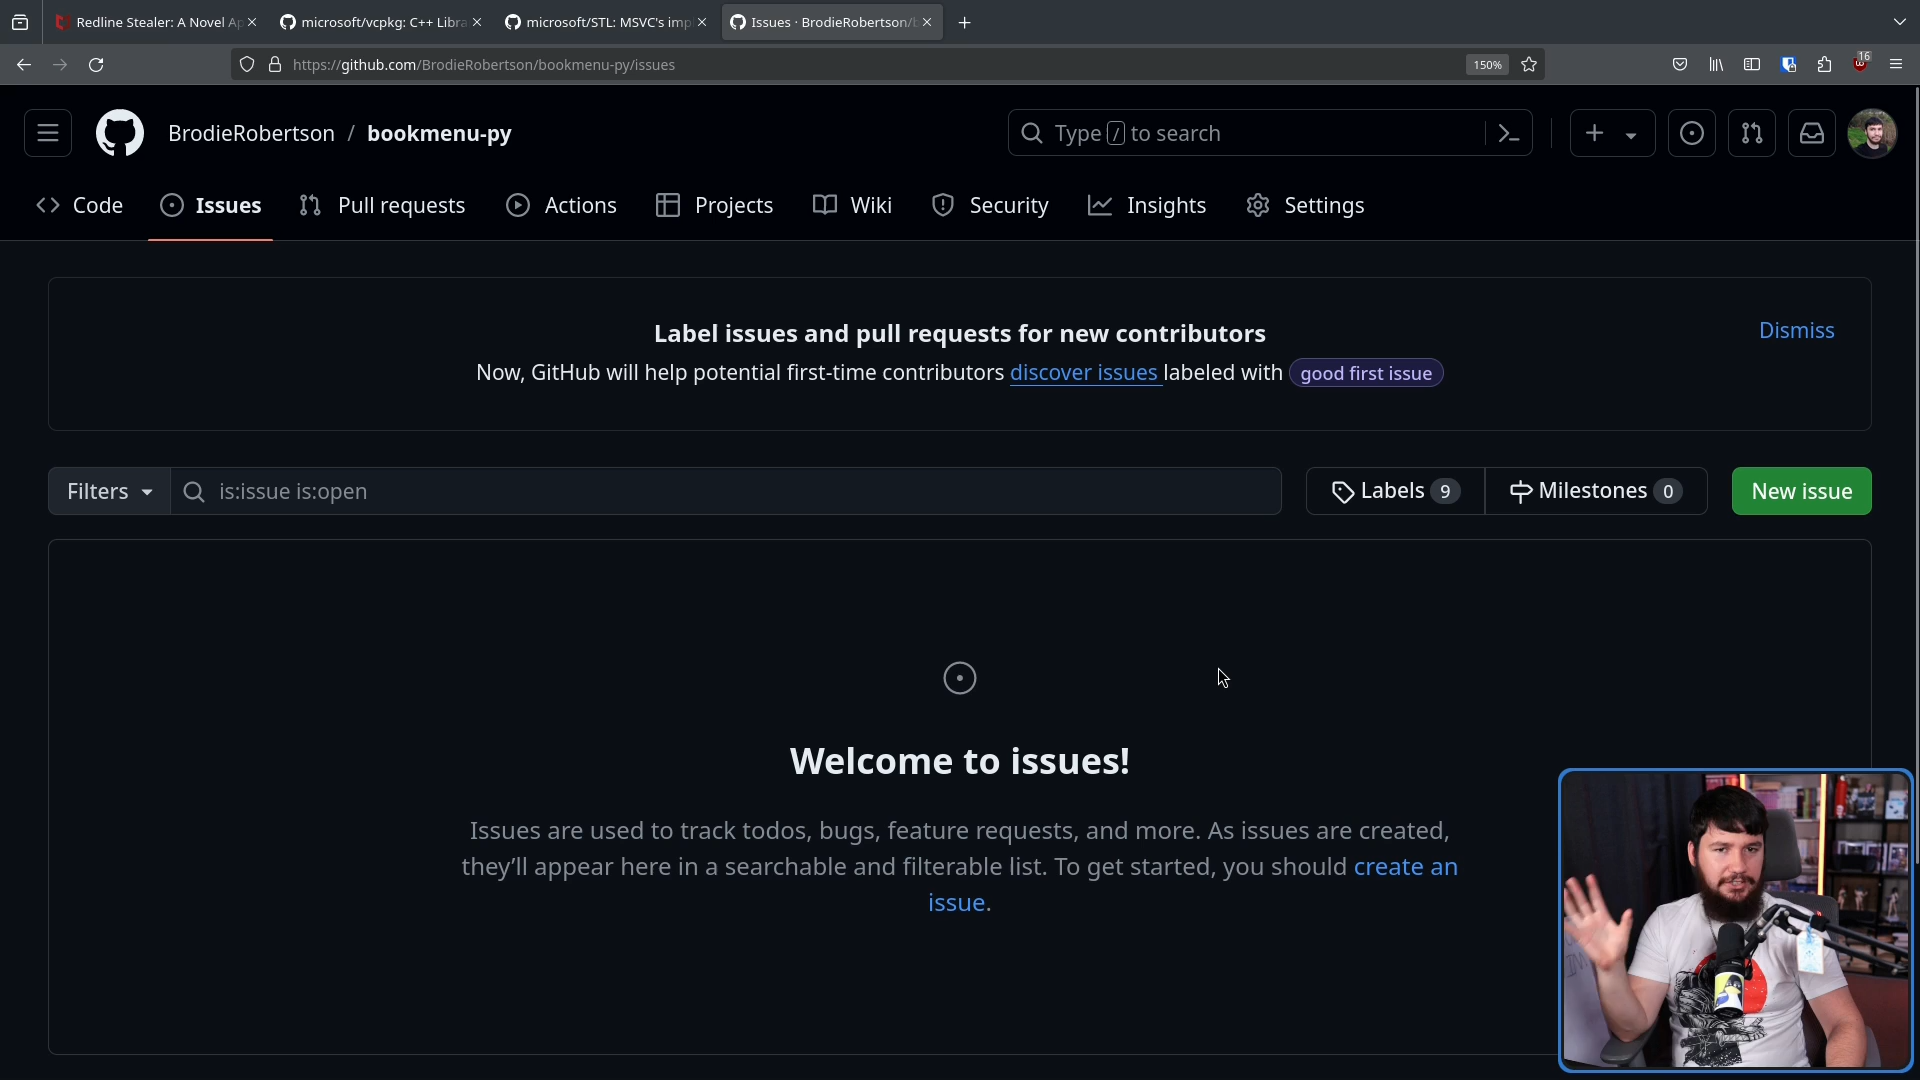 Redline Stealer: A Novel Ap
microsoft/vcpkg: C++ Libra
microsoft/STL: MSVC's imp
Issues · BrodieRobertson/b
https://github.com/BrodieRobertson/bookmenu-py/issues
150%
16
BrodieRobertson / bookmenu-py
Type / to search
Code
Issues
Pull requests
Actions
Projects
Wiki
Security
Insights
Settings
Label issues and pull requests for new contributors
Dismiss
Now, GitHub will help potential first-time contributors discover issues labeled with good first issue
Filters
is:issue is:open
Labels 9
Milestones 0
New issue
Welcome to issues!
Issues are used to track todos, bugs, feature requests, and more. As issues are created,
they’ll appear here in a searchable and filterable list. To get started, you should create an
issue.